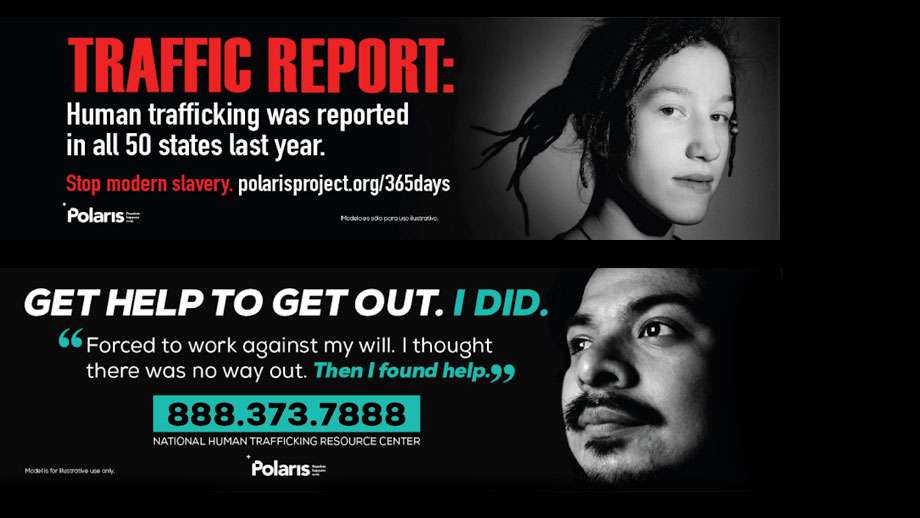 TRAFFIC REPORT:
Human trafficking was reported
in all 50 states last year.
Stop modern slavery. polarisproject.org/365days
Polaris
Modelo es sólo para uso ilustrativo.
GET HELP TO GET OUT. I DID.
“Forced to work against my will. I thought
there was no way out. Then I found help.”
888.373.7888
NATIONAL HUMAN TRAFFICKING RESOURCE CENTER
Model is for illustrative use only.
Polaris